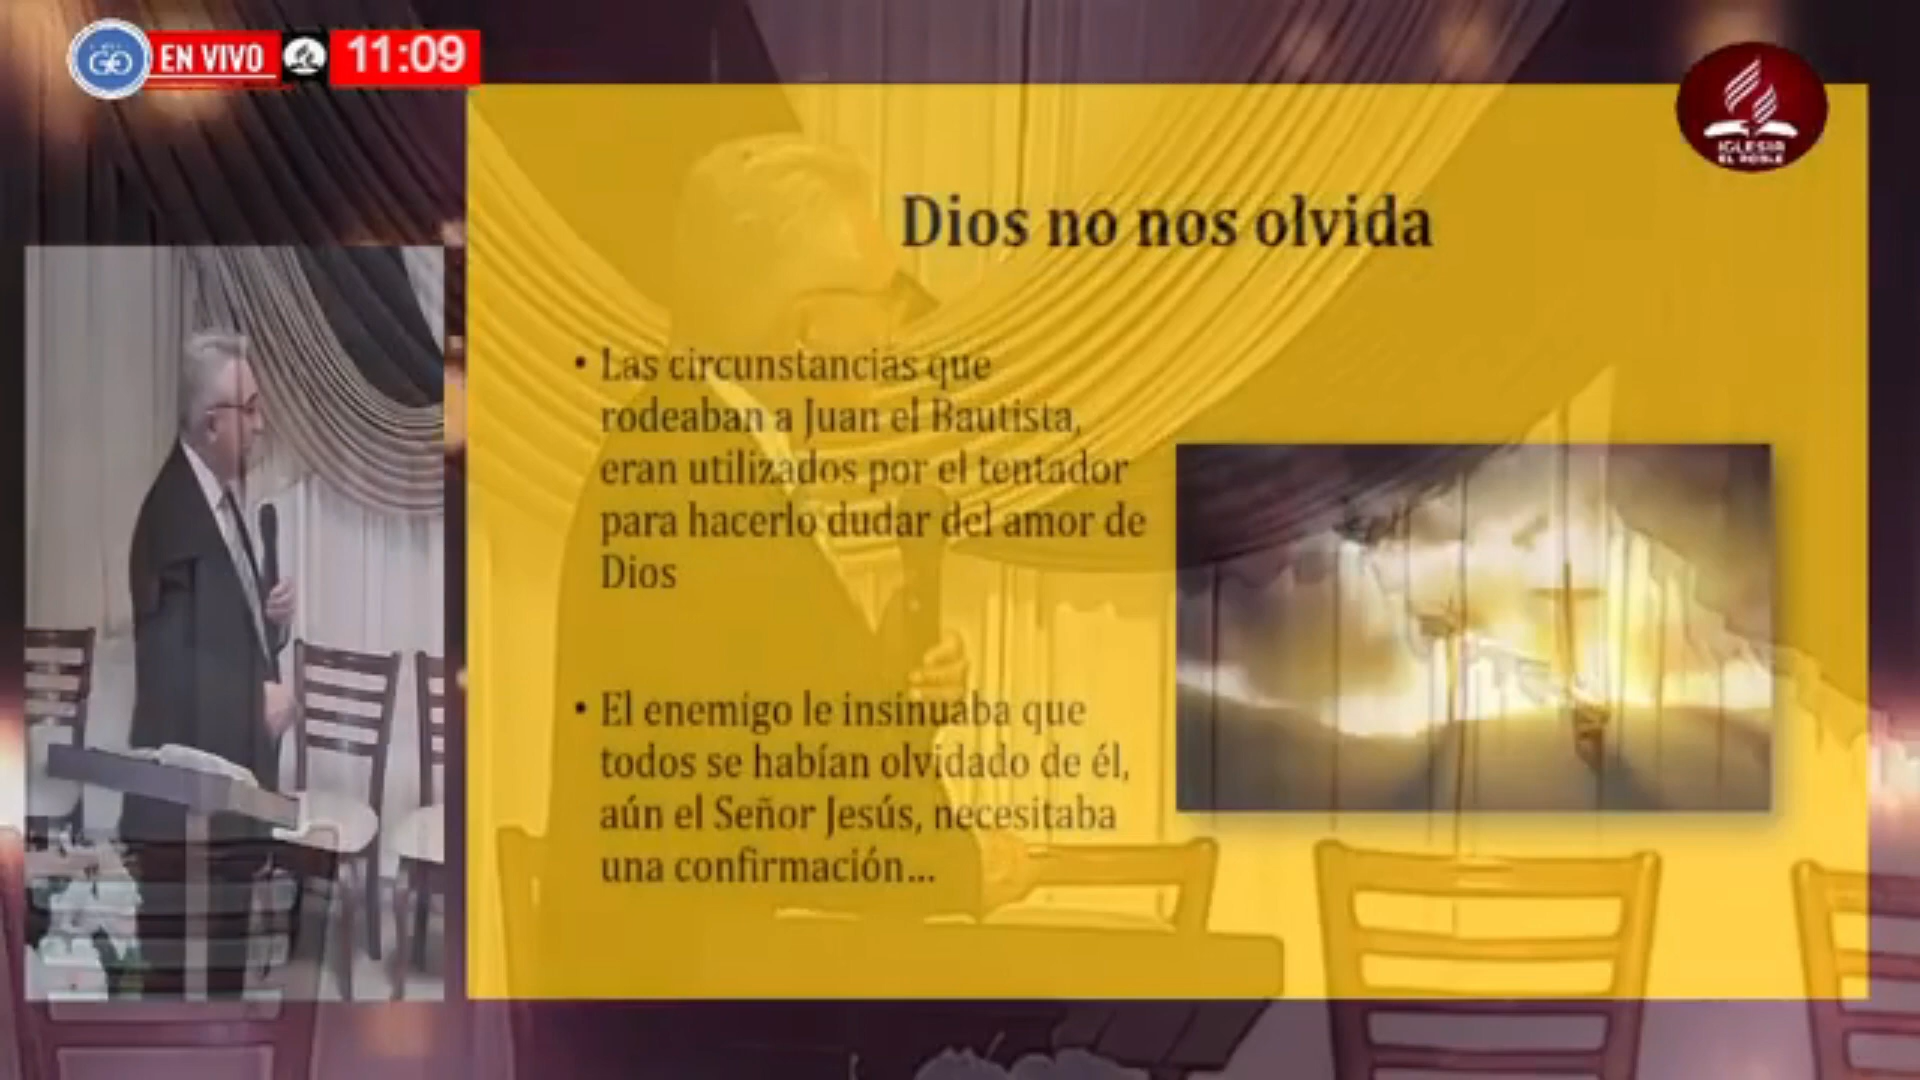 EN VIVO
11:09
IGLESIA
EL ROBLE
Dios no nos olvida
• Las circunstancias que
rodeaban a Juan el Bautista,
eran utilizados por el tentador
para hacerlo dudar del amor de
Dios
• El enemigo le insinuaba que
todos se habían olvidado de él,
aún el Señor Jesús, necesitaba
una confirmación...